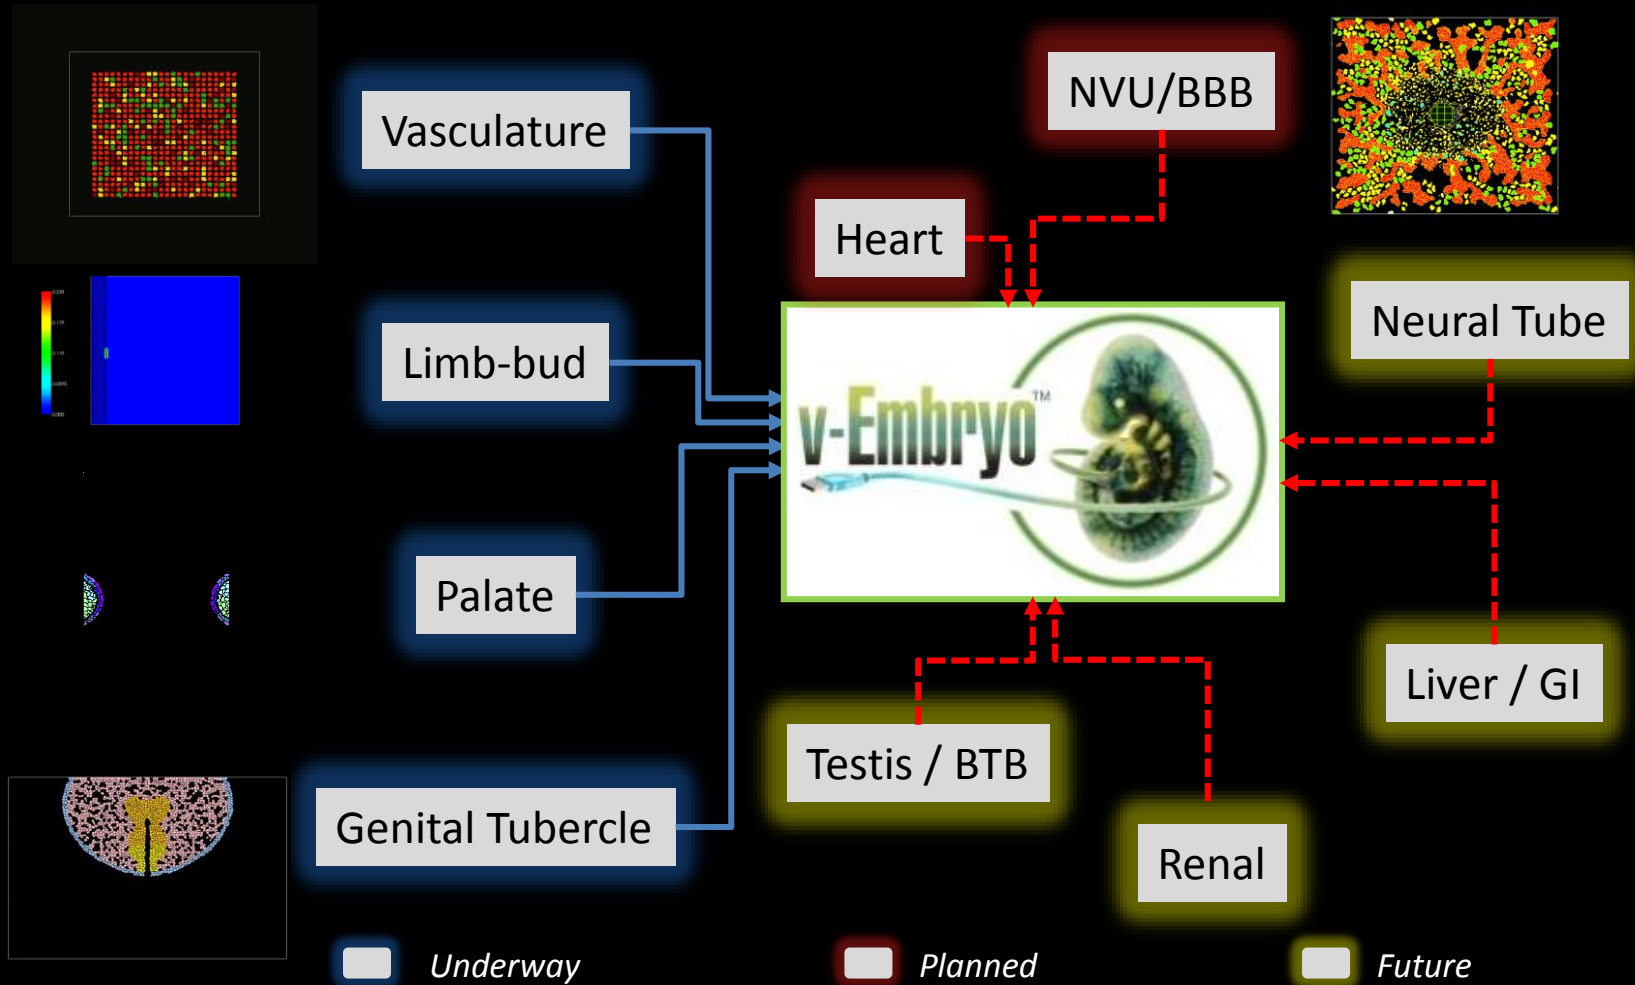 Vasculature
NVU/BBB
Heart
Neural Tube
Limb-bud
v-Embryo™
Palate
Liver / GI
Testis / BTB
Genital Tubercle
Renal
Underway
Planned
Future